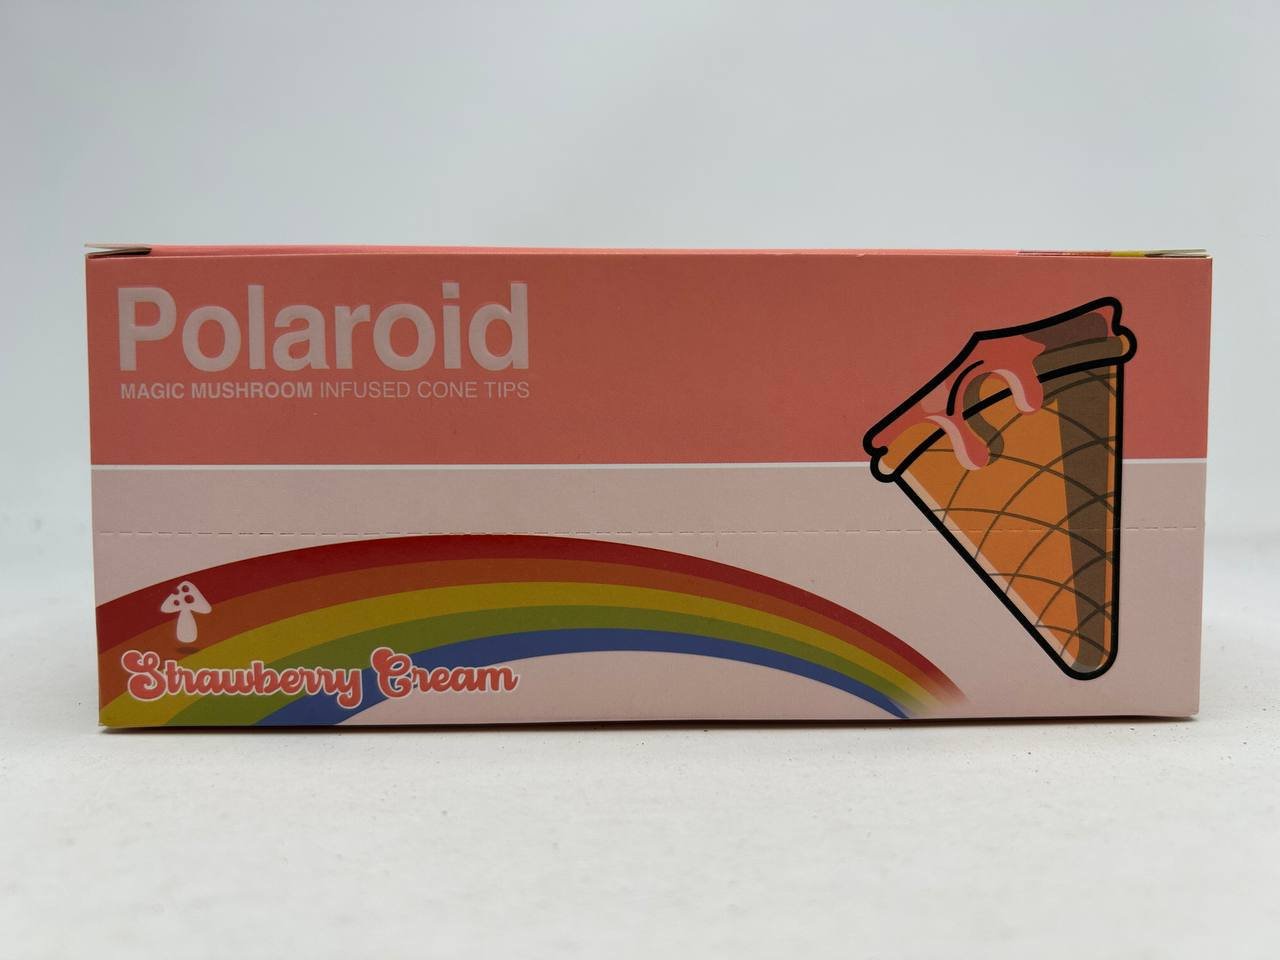 Polaroid
MAGIC MUSHROOM INFUSED CONE TIPS
Strawberry Cream